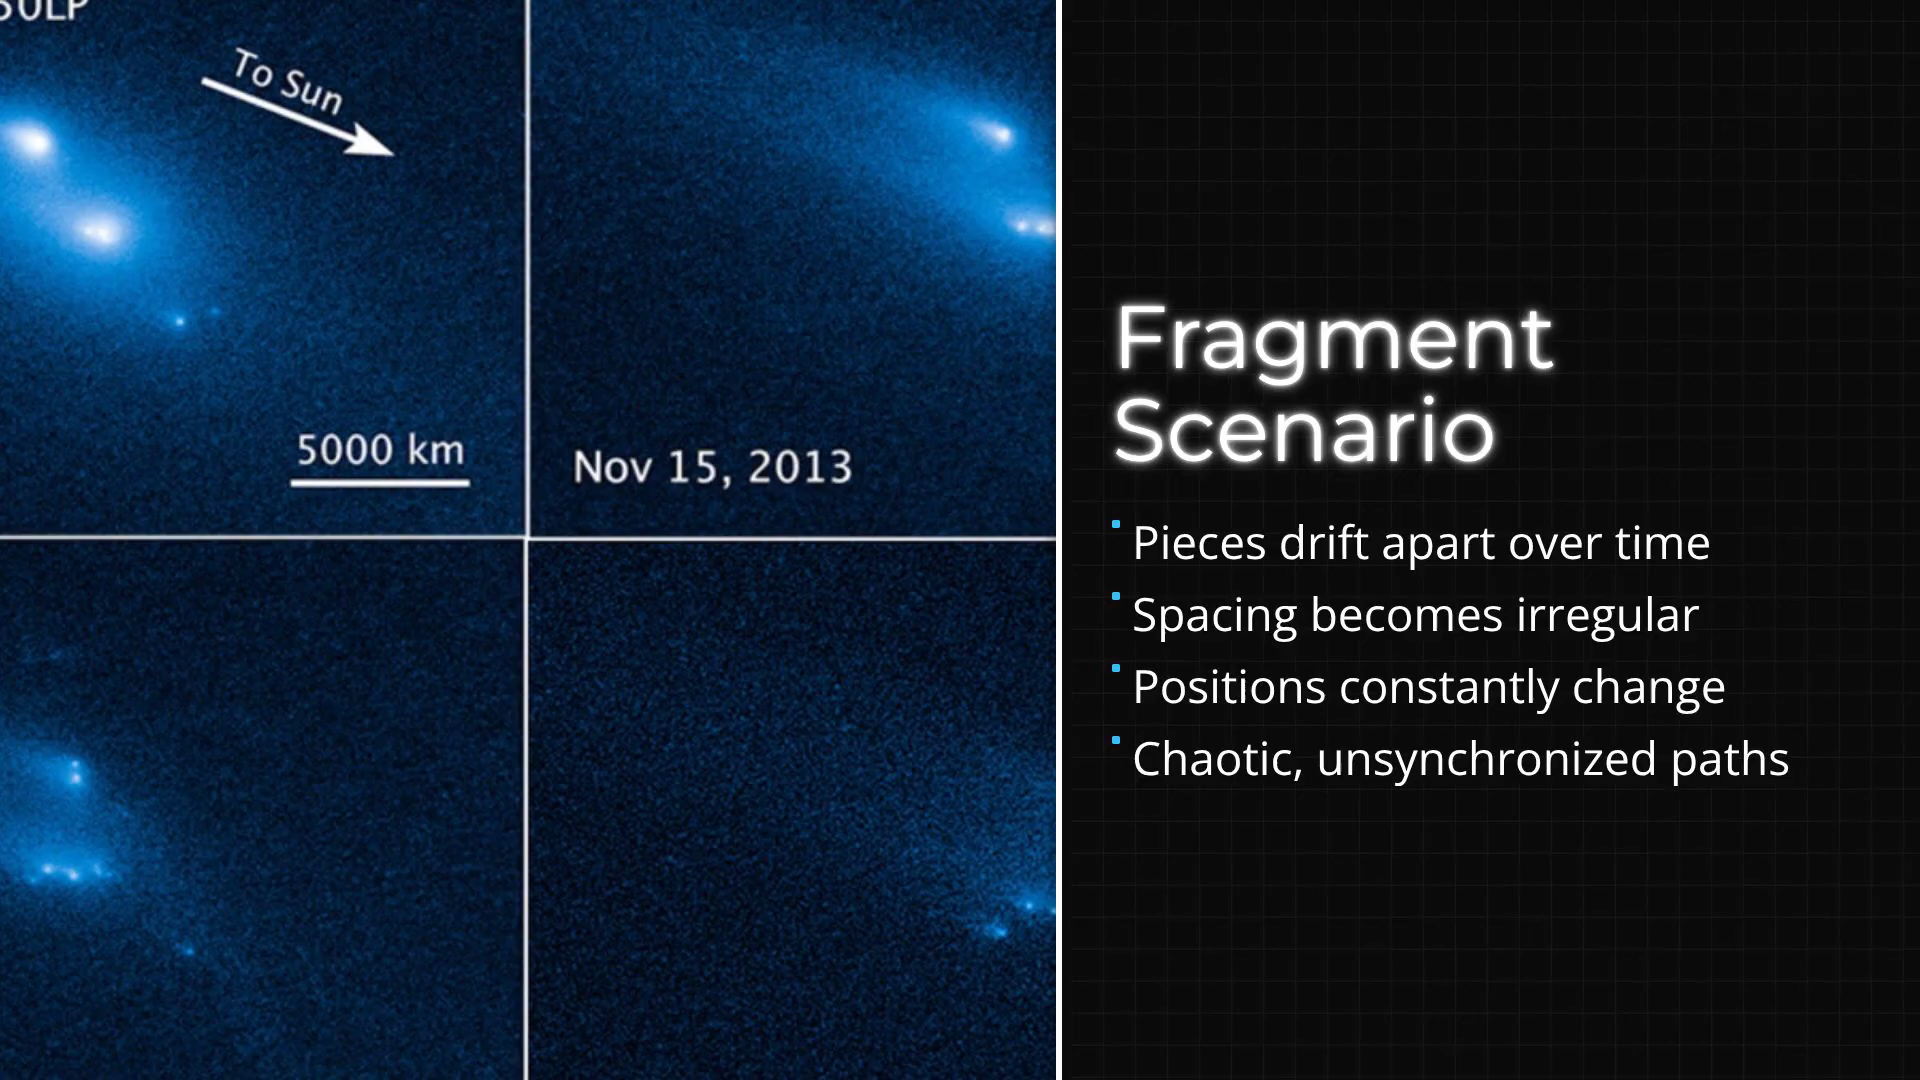 To Sun
5000 km
Nov 15, 2013
Fragment
Scenario
Pieces drift apart over time
Spacing becomes irregular
Positions constantly change
Chaotic, unsynchronized paths